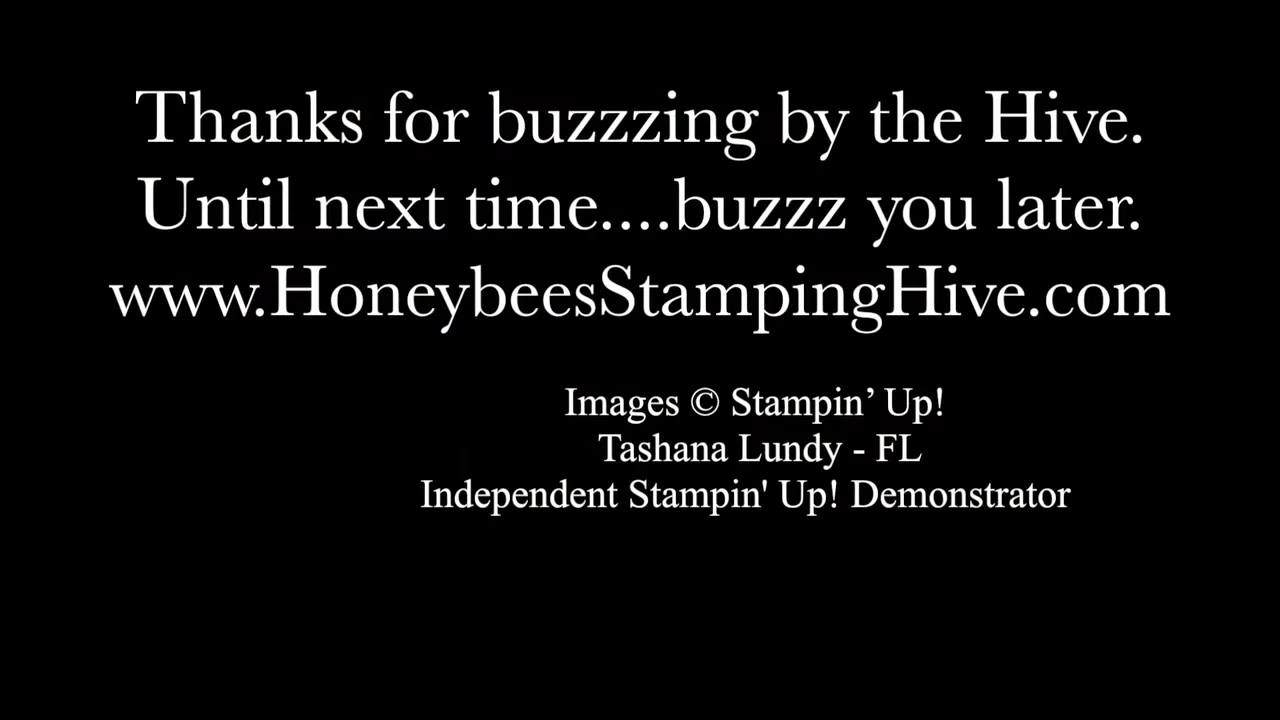 Thanks for buzzzing by the Hive.
Until next time....buzzz you later.
www.HoneybeesStampingHive.com
Images © Stampin’ Up!
Tashana Lundy - FL
Independent Stampin' Up! Demonstrator